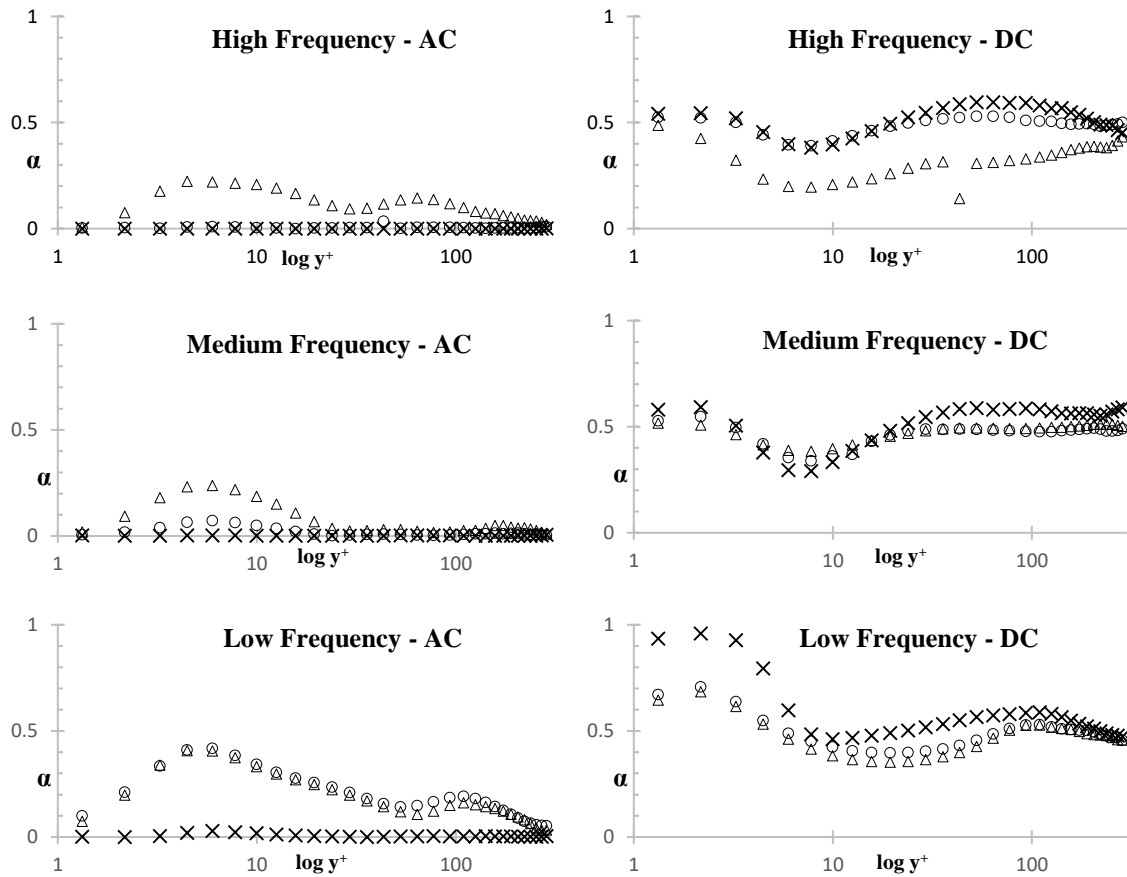 1
High Frequency - AC
0.5
α
0
1
10
100
log y⁺
1
High Frequency - DC
0.5
α
0
1
10
100
log y⁺
1
Medium Frequency - AC
0.5
α
0
1
10
100
log y⁺
1
Medium Frequency - DC
0.5
α
0
1
10
100
log y⁺
1
Low Frequency - AC
0.5
α
0
1
10
100
log y⁺
1
Low Frequency - DC
0.5
α
0
1
10
100
log y⁺